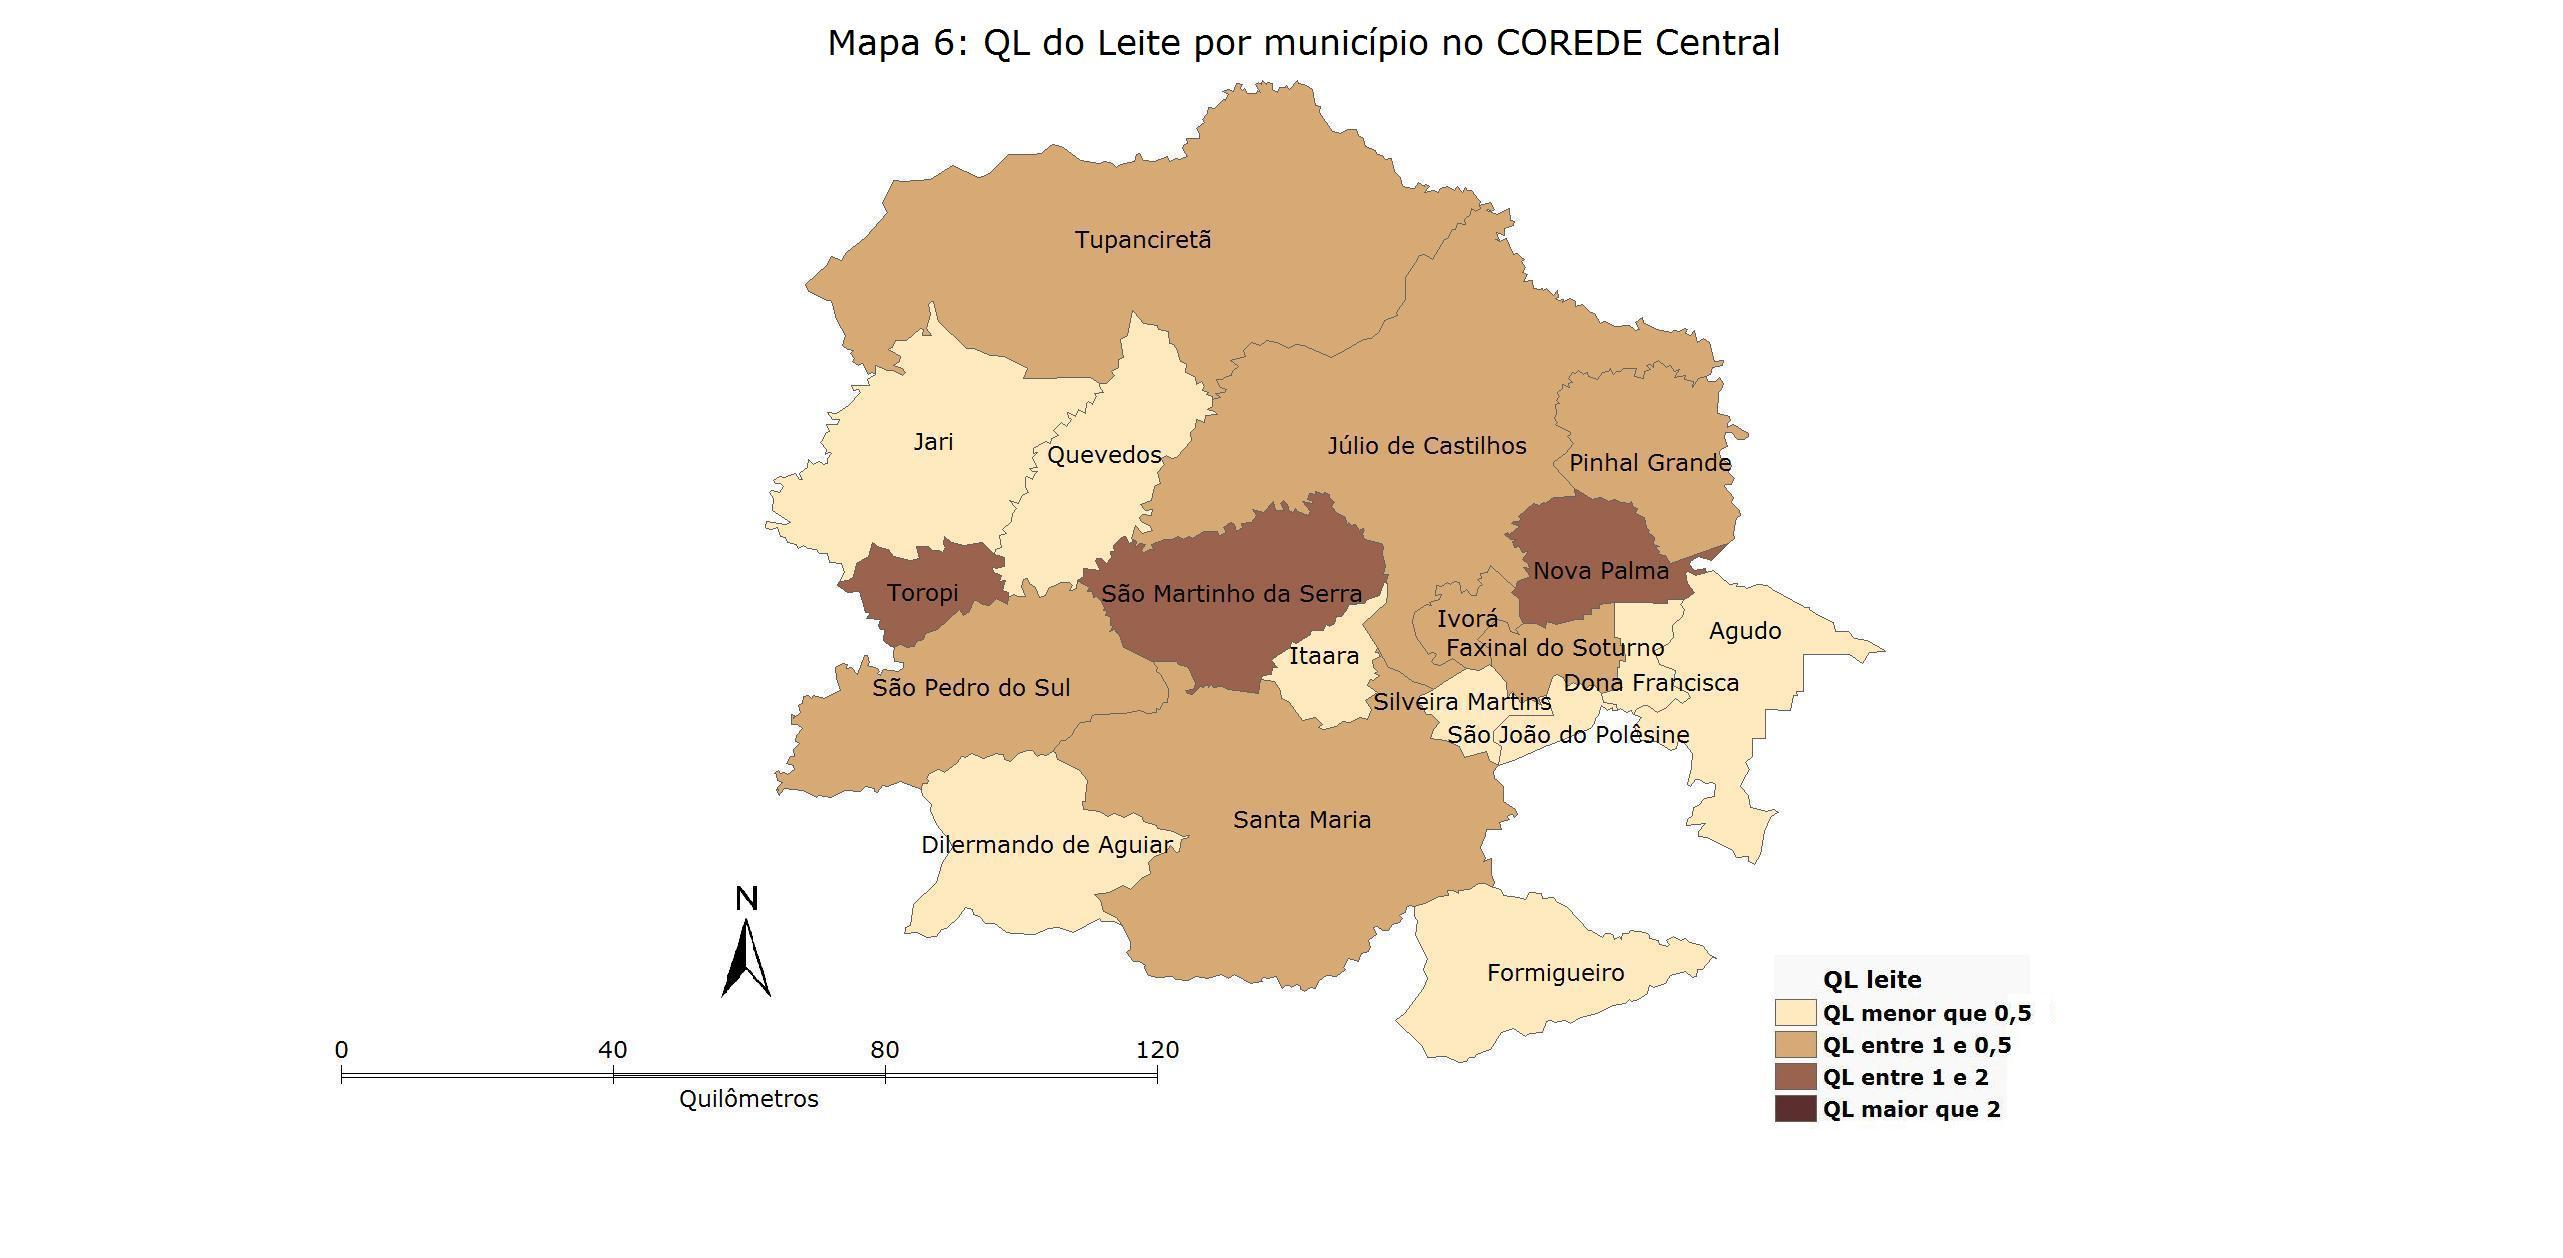 Mapa 6: QL do Leite por município no COREDE Central
Tupanciretã
Jari
Quevedos
Júlio de Castilhos
Pinhal Grande
Toropi
São Martinho da Serra
Nova Palma
Ivorá
Agudo
Itaara
Faxinal do Soturno
São Pedro do Sul
Silveira Martins
Dona Francisca
São João do Polêsine
Santa Maria
Dilermando de Aguiar
Formigueiro
N
0 40 80 120
Quilômetros
QL leite
QL menor que 0,5
QL entre 1 e 0,5
QL entre 1 e 2
QL maior que 2